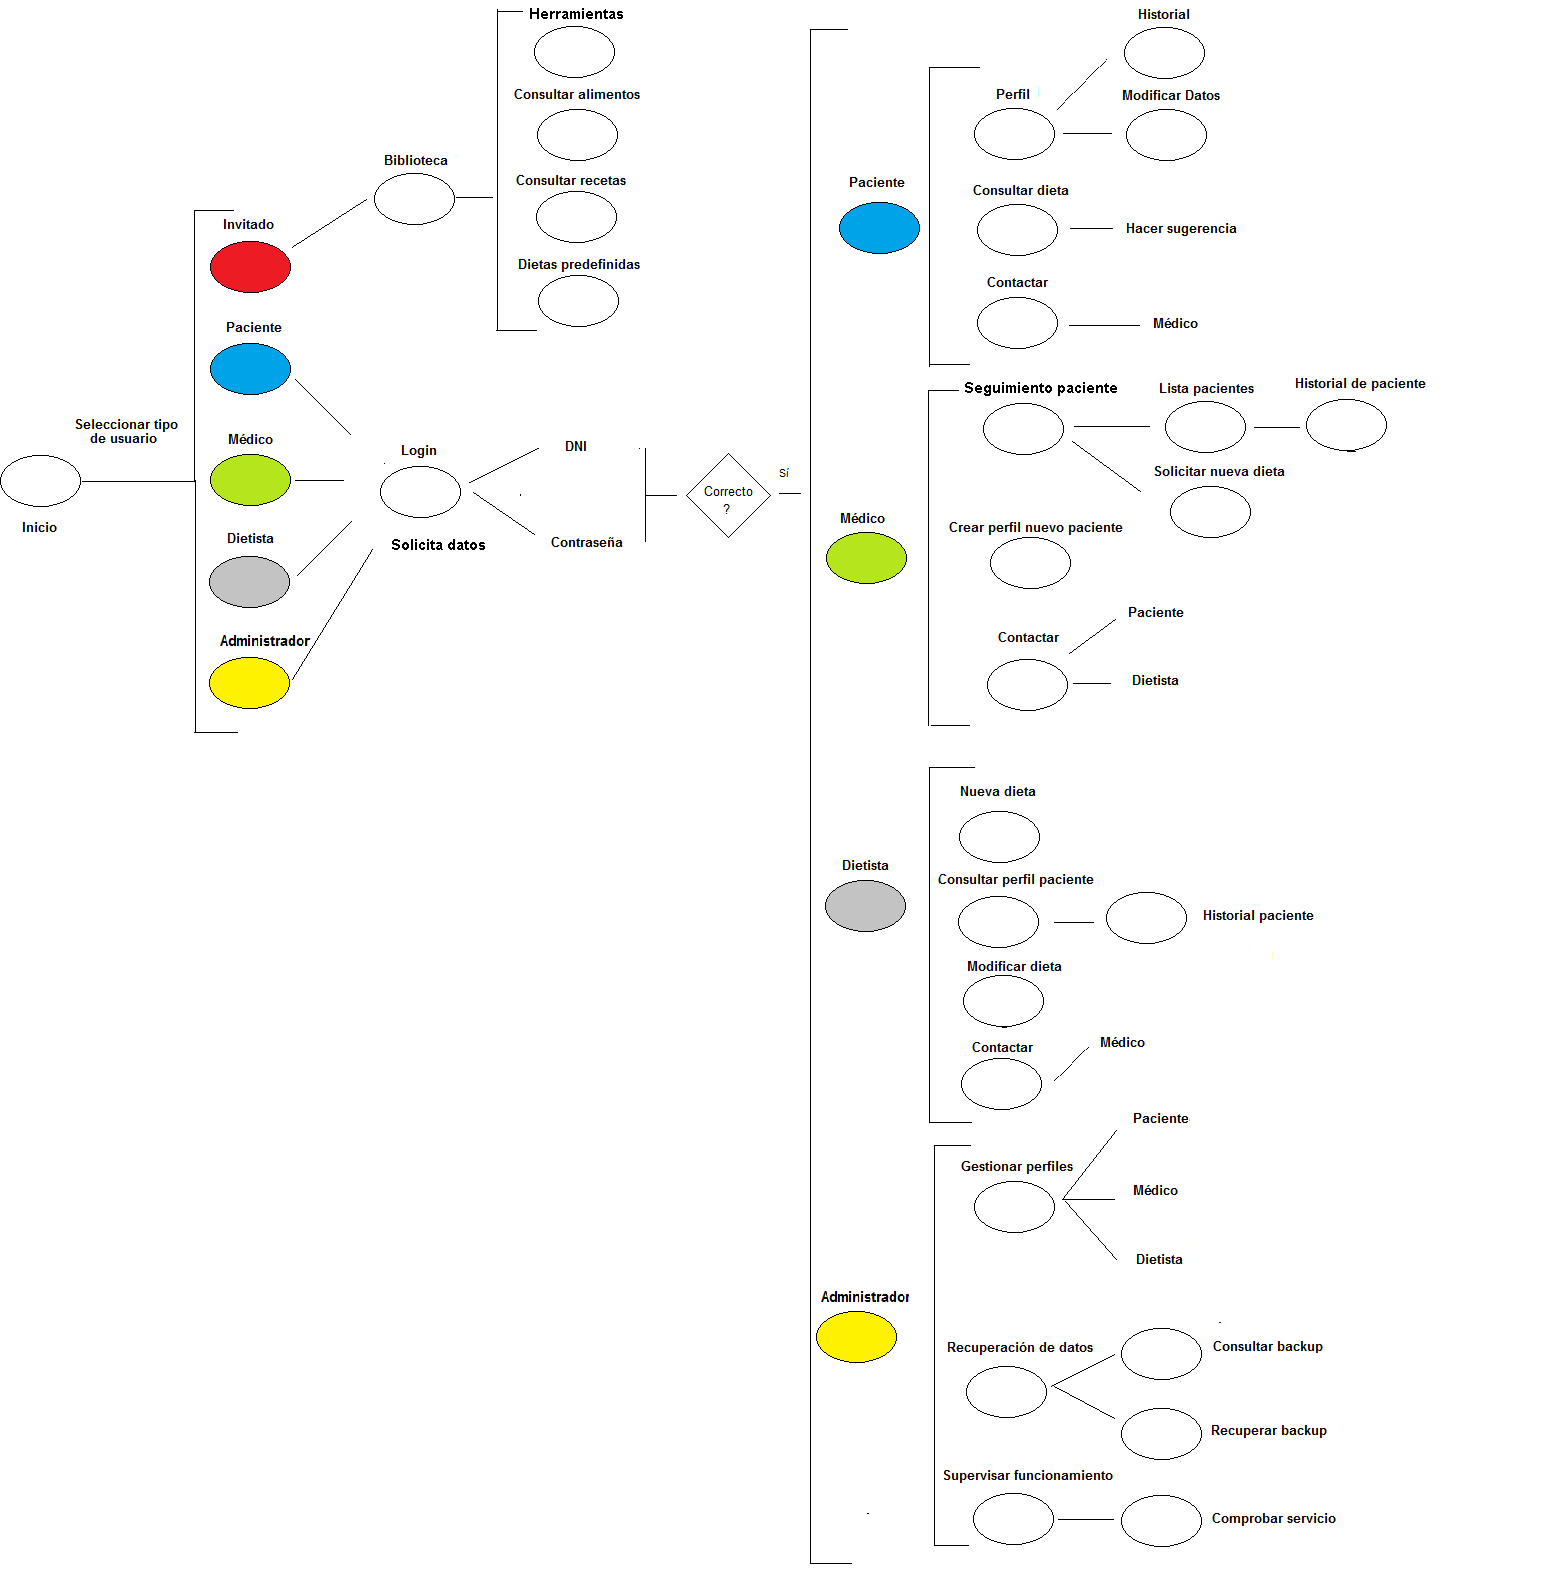 Herramientas
Consultar alimentos
Biblioteca
Consultar recetas
Dietas predefinidas
Invitado
Paciente
Seleccionar tipo
de usuario
Médico
Inicio
Dietista
Administrador
Login
Solicita datos
DNI
Contraseña
Correcto
?
Sí
Paciente
Perfil
Historial
Modificar Datos
Consultar dieta
Hacer sugerencia
Contactar
Médico
Médico
Seguimiento paciente
Lista pacientes
Historial de paciente
Solicitar nueva dieta
Crear perfil nuevo paciente
Contactar
Paciente
Dietista
Dietista
Nueva dieta
Consultar perfil paciente
Historial paciente
Modificar dieta
Contactar
Médico
Administrador
Gestionar perfiles
Paciente
Médico
Dietista
Recuperación de datos
Consultar backup
Recuperar backup
Supervisar funcionamiento
Comprobar servicio